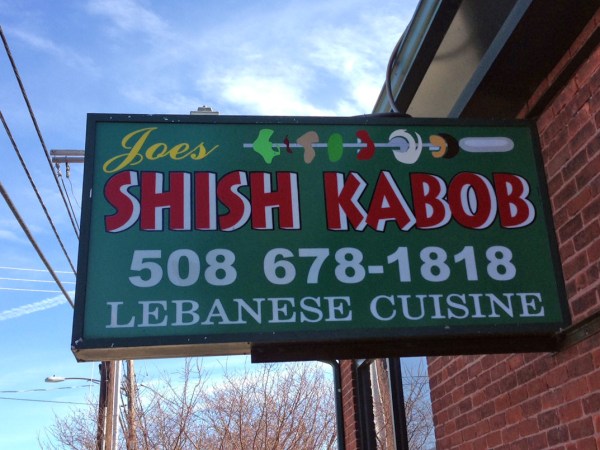 Joes
SHISH KABOB
508 678-1818
LEBANESE CUISINE